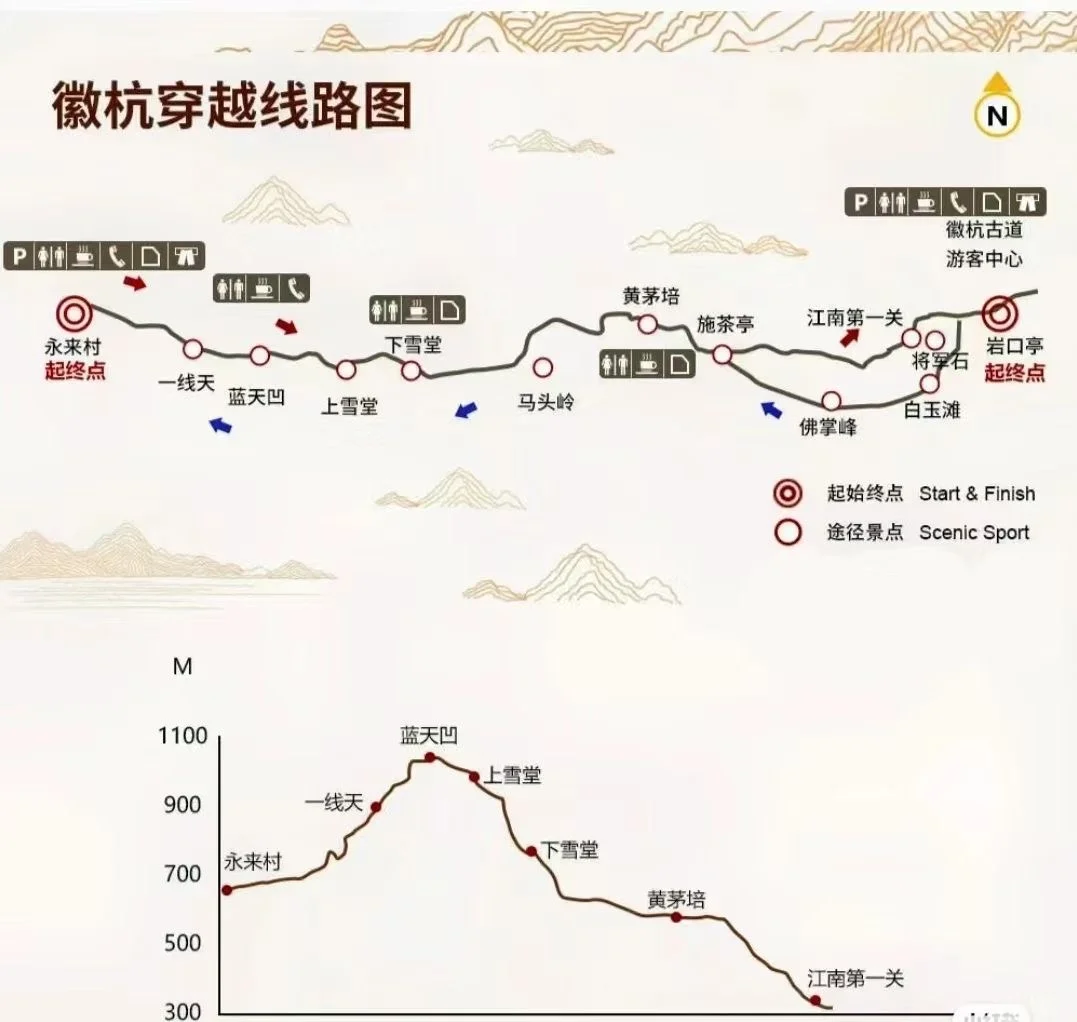 徽杭穿越线路图
N
P
徽杭古道
游客中心
P
永来村
起终点
一线天
蓝天凹
上雪堂
下雪堂
马头岭
黄茅培
施茶亭
江南第一关
将军石
岩口亭
起终点
白玉滩
佛掌峰
起始终点 Start & Finish
途径景点 Scenic Sport
M
1100
900
700
500
300
永来村
一线天
蓝天凹
上雪堂
下雪堂
黄茅培
江南第一关